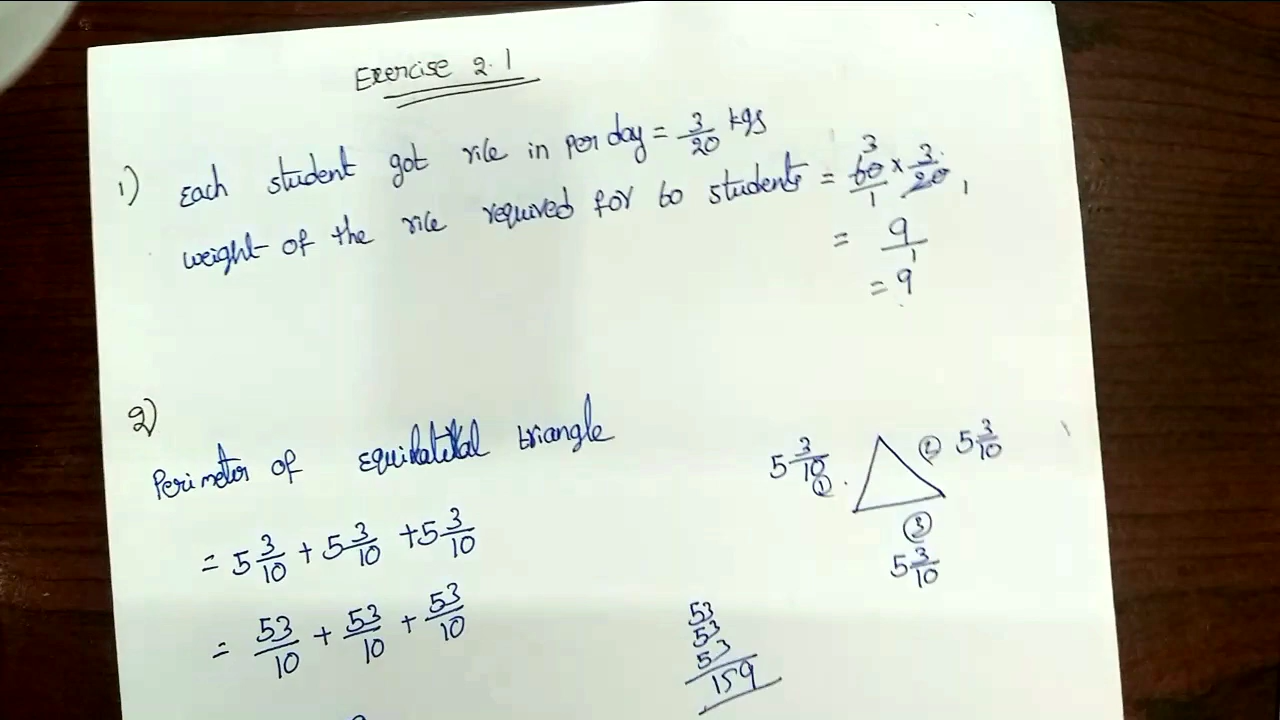 Exercise 2.1
1) Each student got rice in per day = 3/20 kgs
weight of the rice required for 60 students = 60/1 × 3/20
3 1
= 9/1
= 9
2)
Perimeter of equilateral triangle
5 3/10 ① ② 5 3/10
③
5 3/10
= 5 3/10 + 5 3/10 + 5 3/10
= 53/10 + 53/10 + 53/10
53
53
53
159